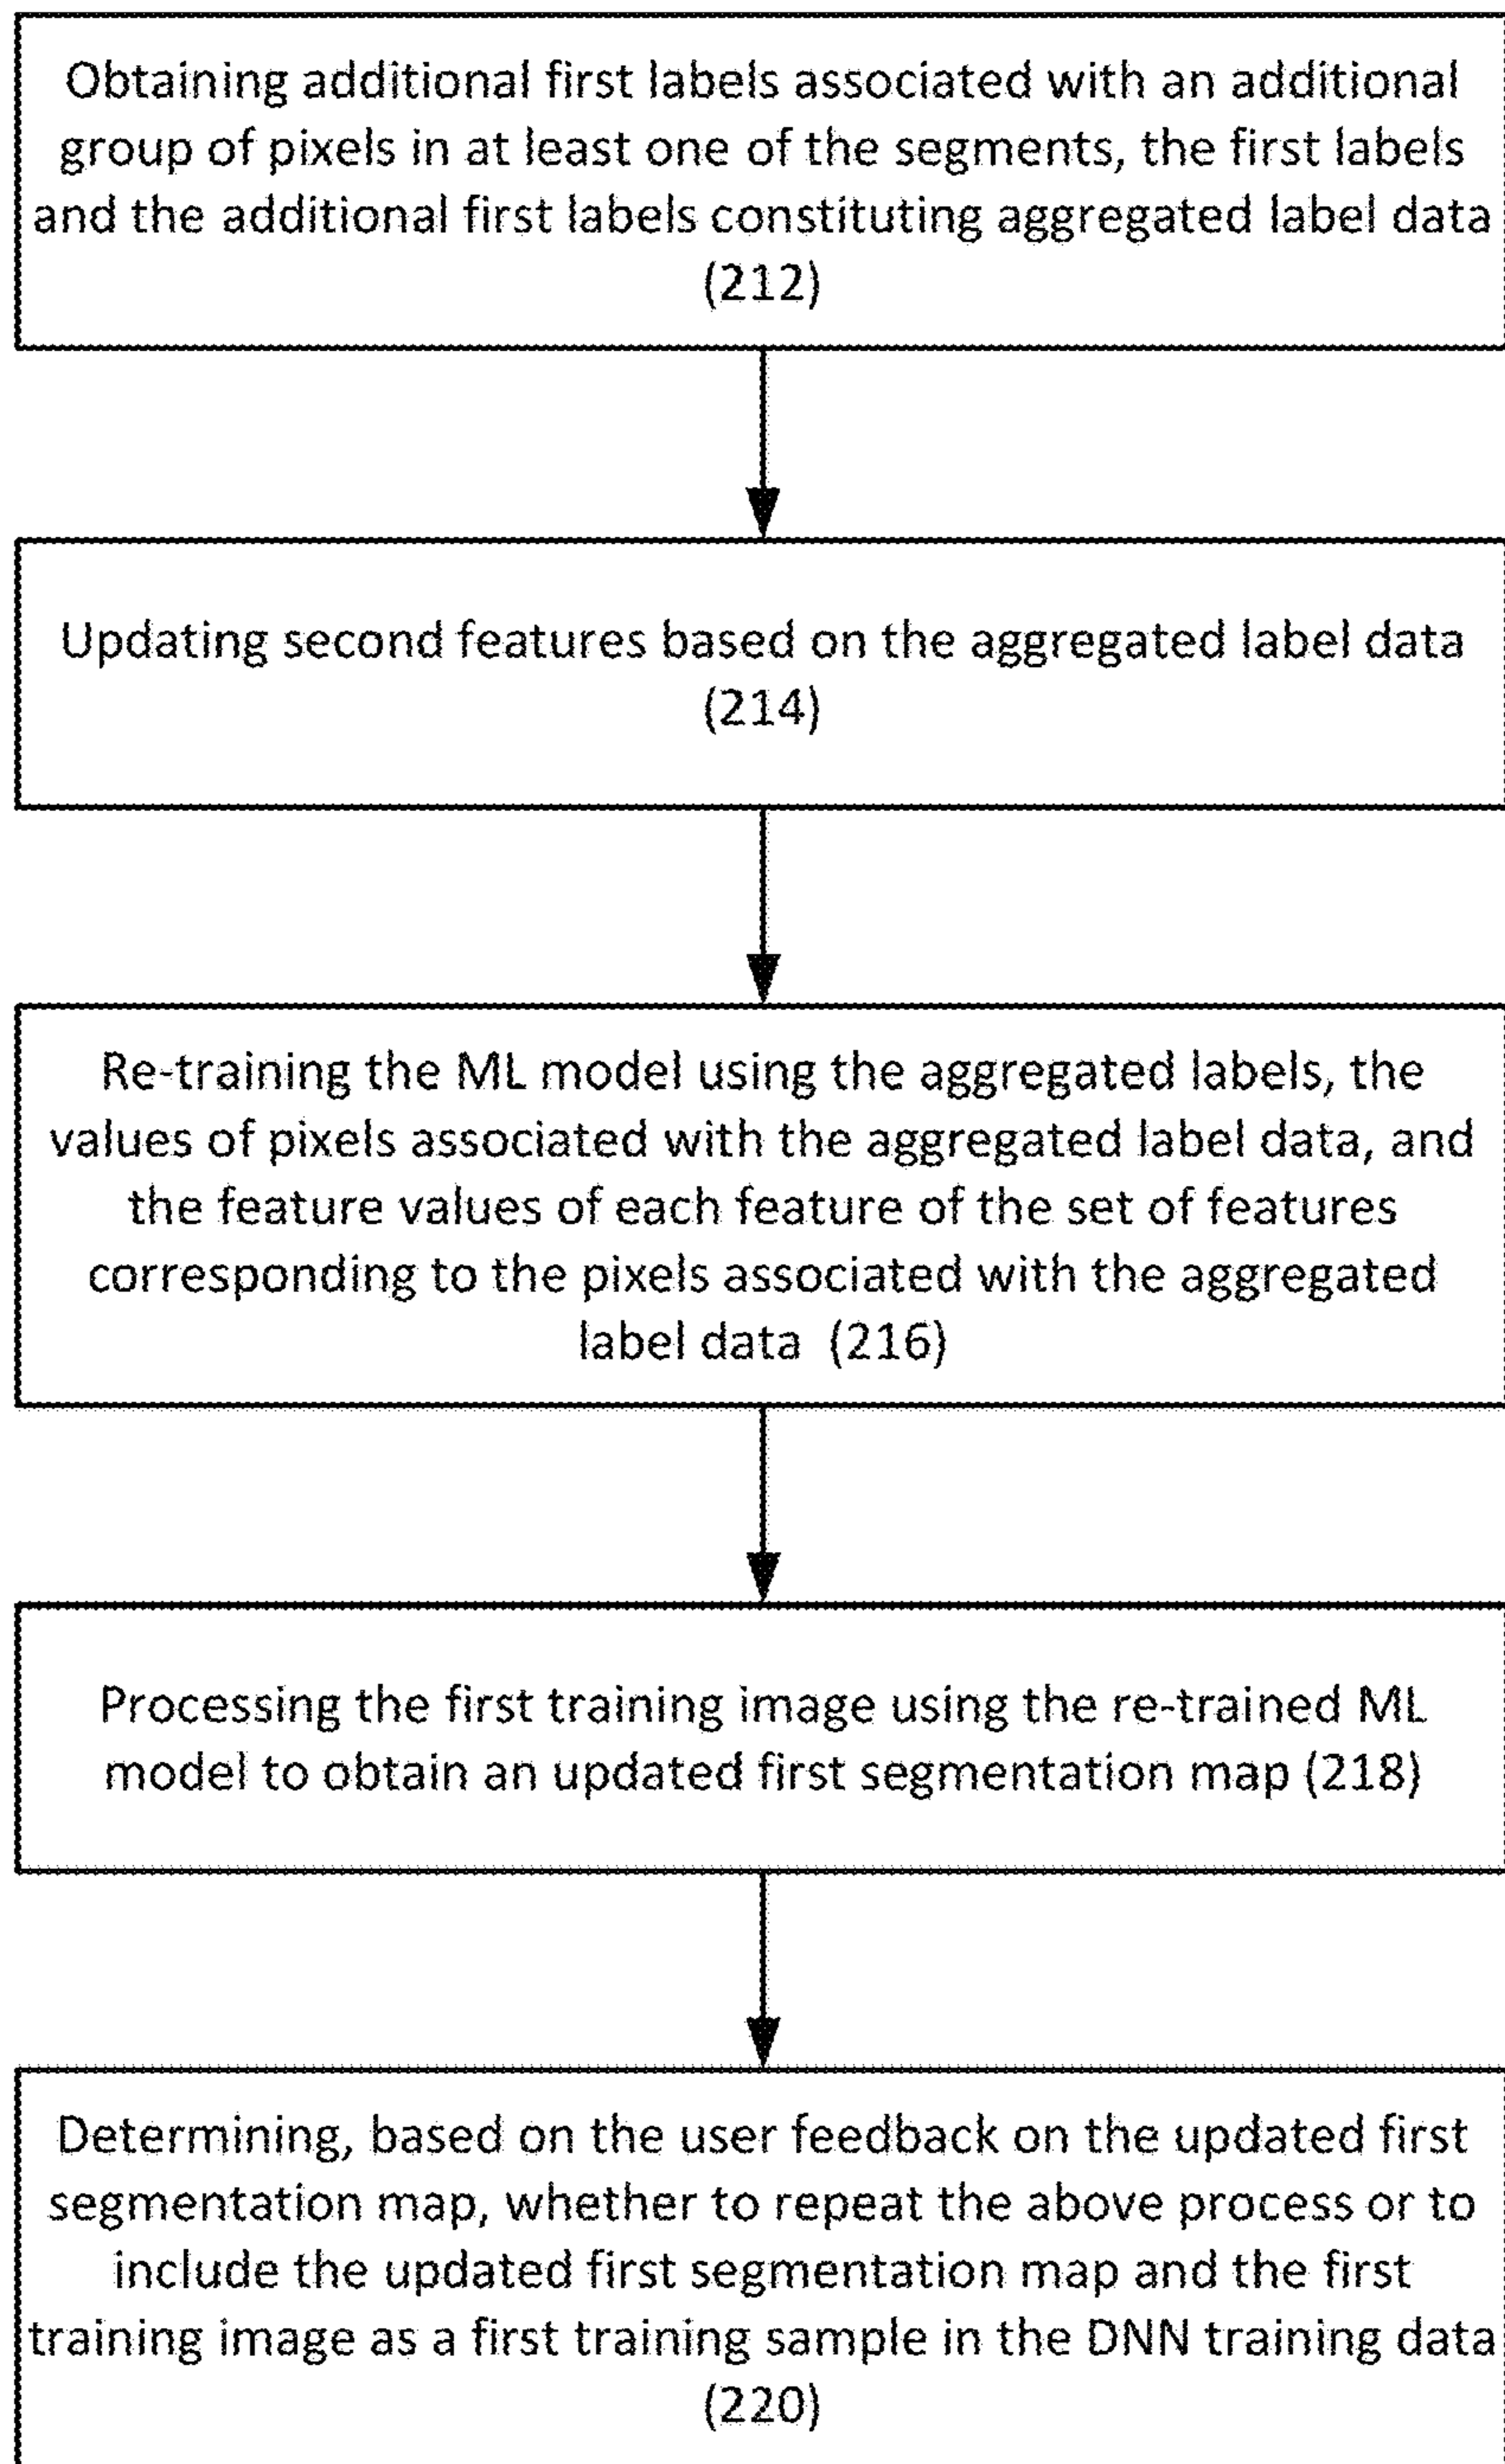 Obtaining additional first labels associated with an additional
group of pixels in at least one of the segments, the first labels
and the additional first labels constituting aggregated label data
(212)
Updating second features based on the aggregated label data
(214)
Re-training the ML model using the aggregated labels, the
values of pixels associated with the aggregated label data, and
the feature values of each feature of the set of features
corresponding to the pixels associated with the aggregated
label data (216)
Processing the first training image using the re-trained ML
model to obtain an updated first segmentation map (218)
Determining, based on the user feedback on the updated first
segmentation map, whether to repeat the above process or to
include the updated first segmentation map and the first
training image as a first training sample in the DNN training data
(220)